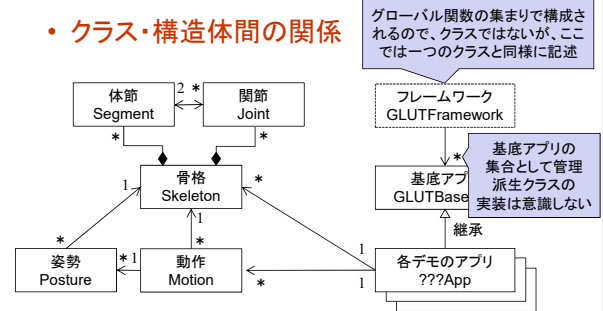 • クラス・構造体間の関係
グローバル関数の集まりで構成さ
れるので、クラスではないが、ここ
では一つのクラスと同様に記述
体節
Segment
2 *
関節
Joint
フレームワーク
GLUTFramework
*
*
*
基底アプリの
集合として管理
派生クラスの
実装は意識しない
1
骨格
Skeleton
*
基底アプ
GLUTBase
1
継承
*
*
1
姿勢
Posture
* 1
動作
Motion
*
1
各デモのアプリ
???App